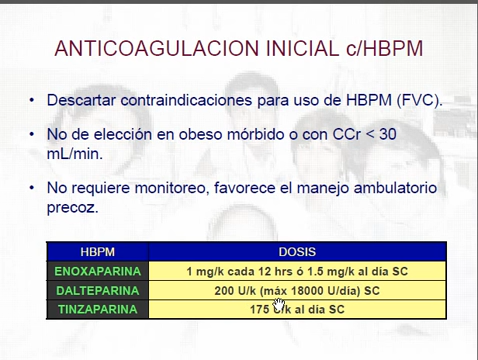 ANTICOAGULACION INICIAL c/HBPM
• Descartar contraindicaciones para uso de HBPM (FVC).
• No de elección en obeso mórbido o con CCr < 30
mL/min.
• No requiere monitoreo, favorece el manejo ambulatorio
precoz.
HBPM DOSIS
ENOXAPARINA 1 mg/k cada 12 hrs ó 1.5 mg/k al día SC
DALTEPARINA 200 U/k (máx 18000 U/día) SC
TINZAPARINA 175 U/k al día SC